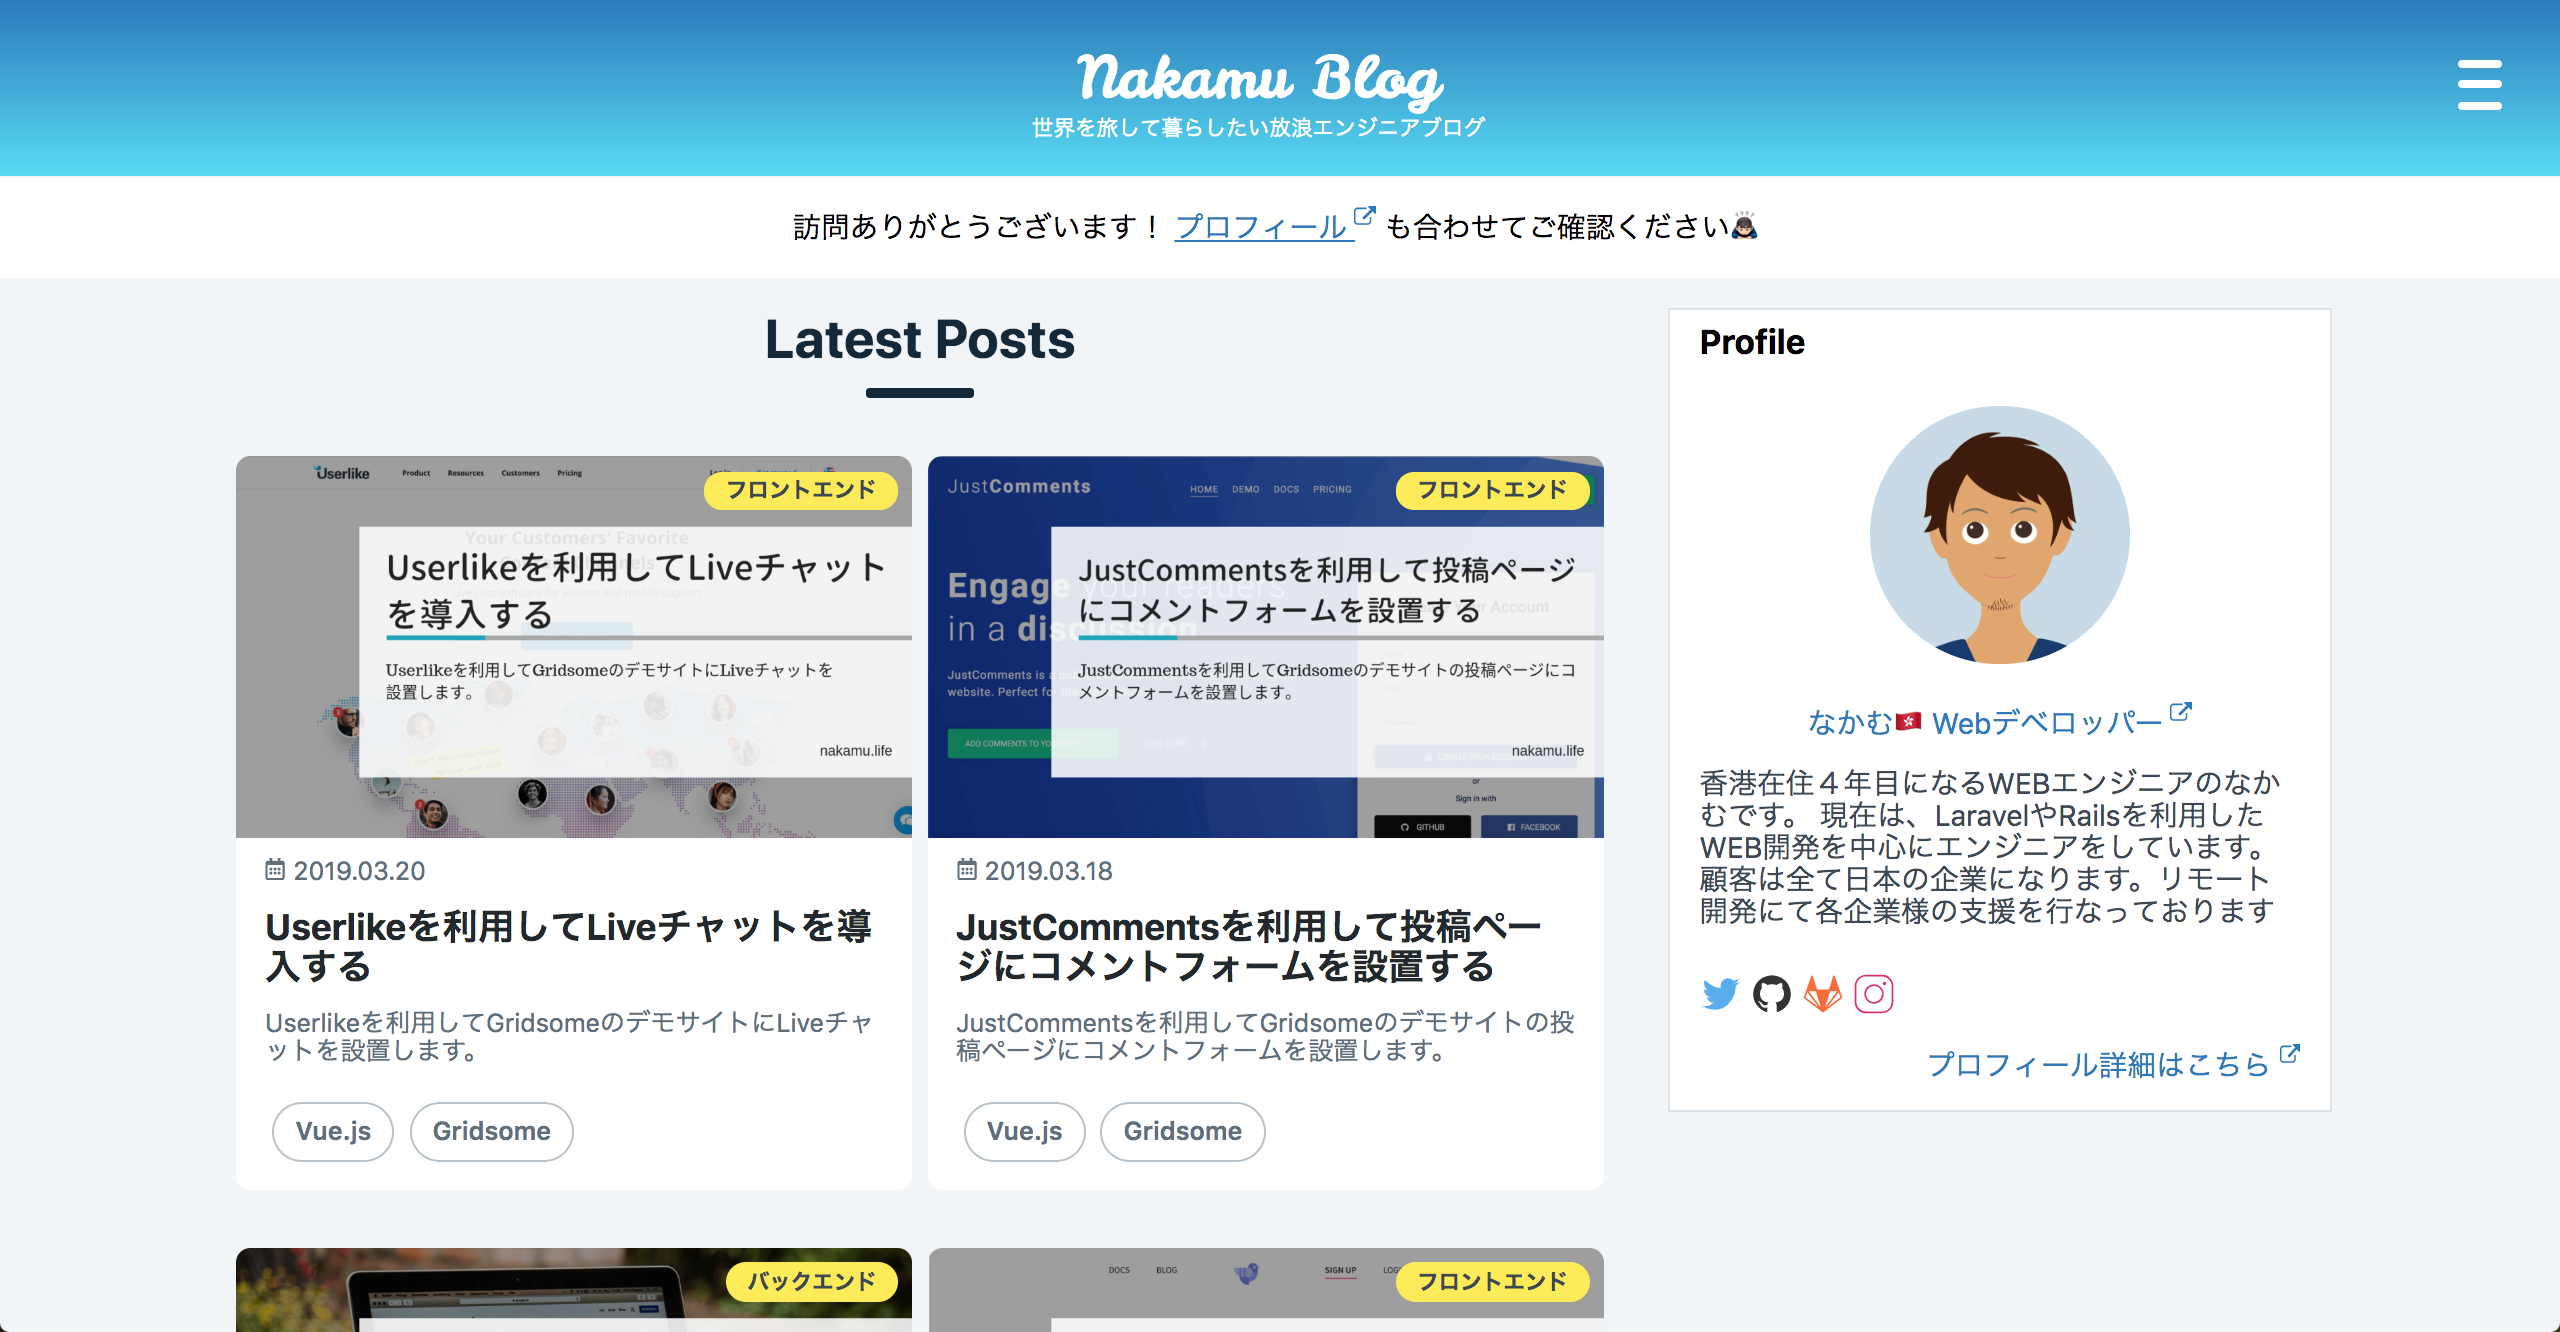 Nakamu Blog
世界を旅して暮らしたい放浪エンジニアブログ
訪問ありがとうございます！ プロフィール も合わせてご確認ください
Latest Posts
Userlike Product Resources Customers Pricing
フロントエンド
Your Customers' Favorite
Userlikeを利用してLiveチャット
を導入する
Userlikeを利用してGridsomeのデモサイトにLiveチャットを
設置します。
nakamu.life
2019.03.20
Userlikeを利用してLiveチャットを導
入する
Userlikeを利用してGridsomeのデモサイトにLiveチャ
ットを設置します。
Vue.js Gridsome
JustComments HOME DEMO DOCS PRICING
フロントエンド
Engage your readers
in a discussion
JustCommentsを利用して投稿ページ
にコメントフォームを設置する
JustComments is a
website. Perfect for
JustCommentsを利用してGridsomeのデモサイトの投稿ページにコ
メントフォームを設置します。
ADD COMMENTS TO
nakamu.life
or
Sign in with
GITHUB FACEBOOK
2019.03.18
JustCommentsを利用して投稿ペー
ジにコメントフォームを設置する
JustCommentsを利用してGridsomeのデモサイトの投
稿ページにコメントフォームを設置します。
Vue.js Gridsome
バックエンド
DOCS BLOG SIGN UP
フロントエンド
Profile
なかむ🇭🇰 Webデベロッパー
香港在住４年目になるWEBエンジニアのなか
むです。 現在は、LaravelやRailsを利用した
WEB開発を中心にエンジニアをしています。
顧客は全て日本の企業になります。リモート
開発にて各企業様の支援を行なっております
プロフィール詳細はこちら